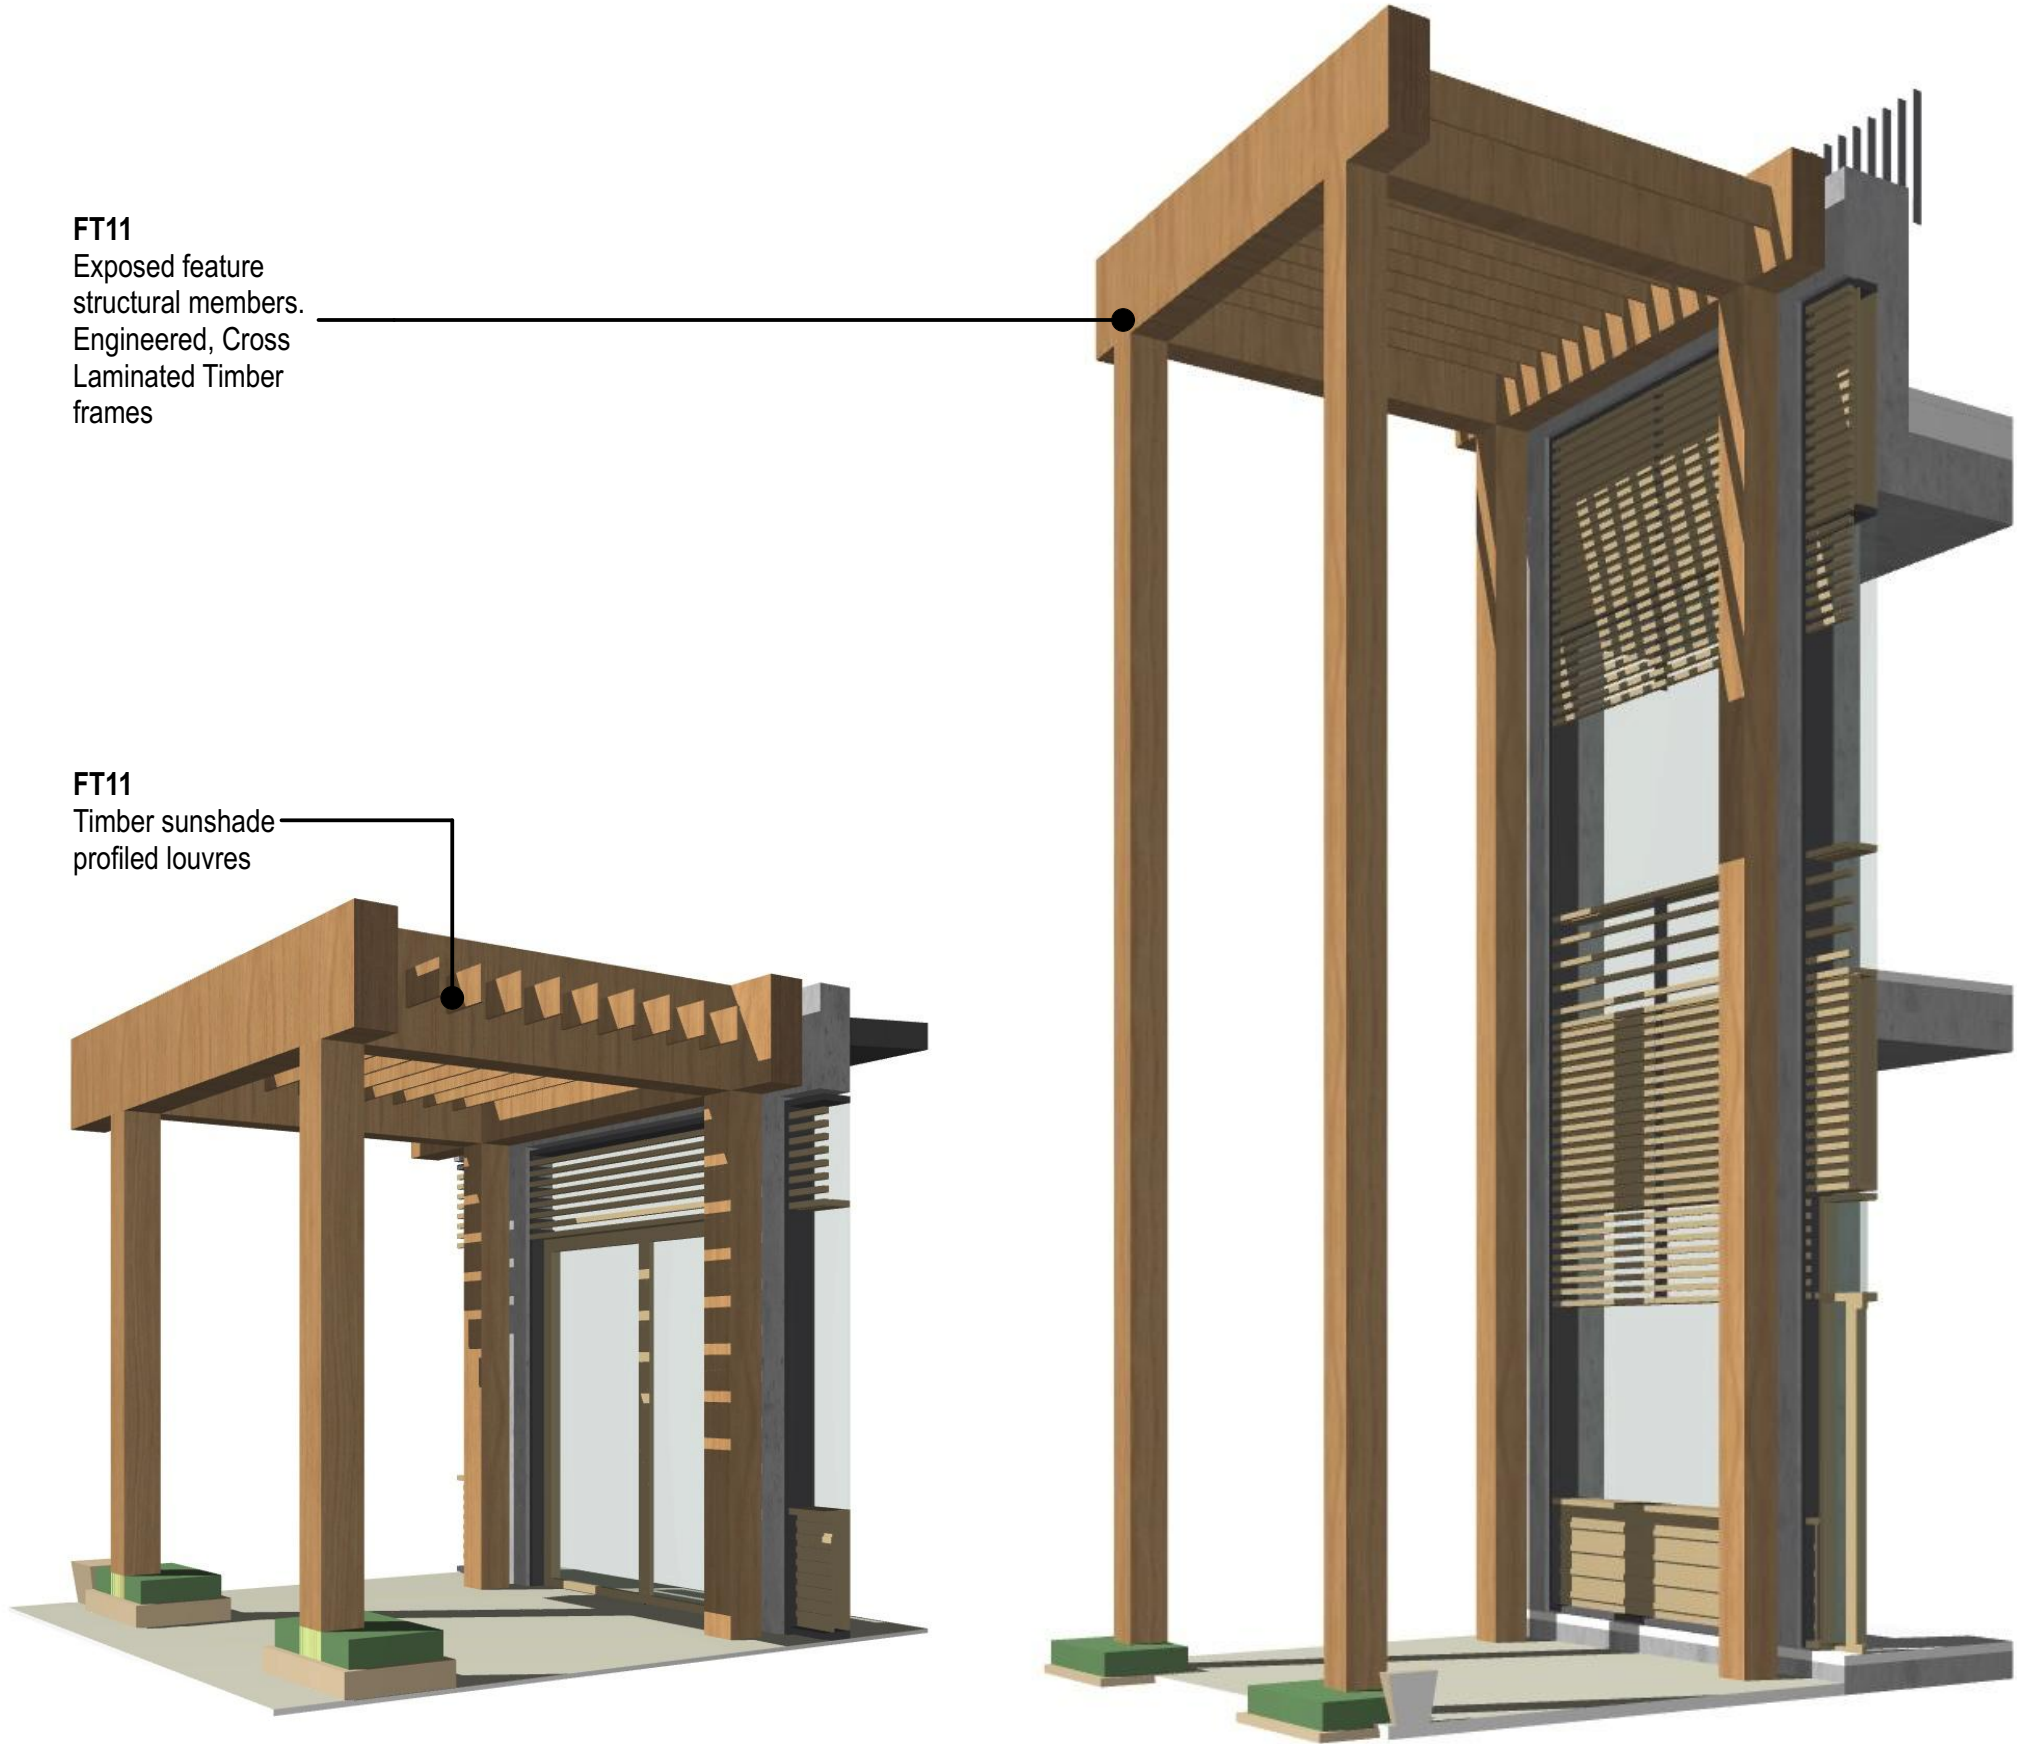 FT11
Exposed feature
structural members.
Engineered, Cross
Laminated Timber
frames
FT11
Timber sunshade
profiled louvres